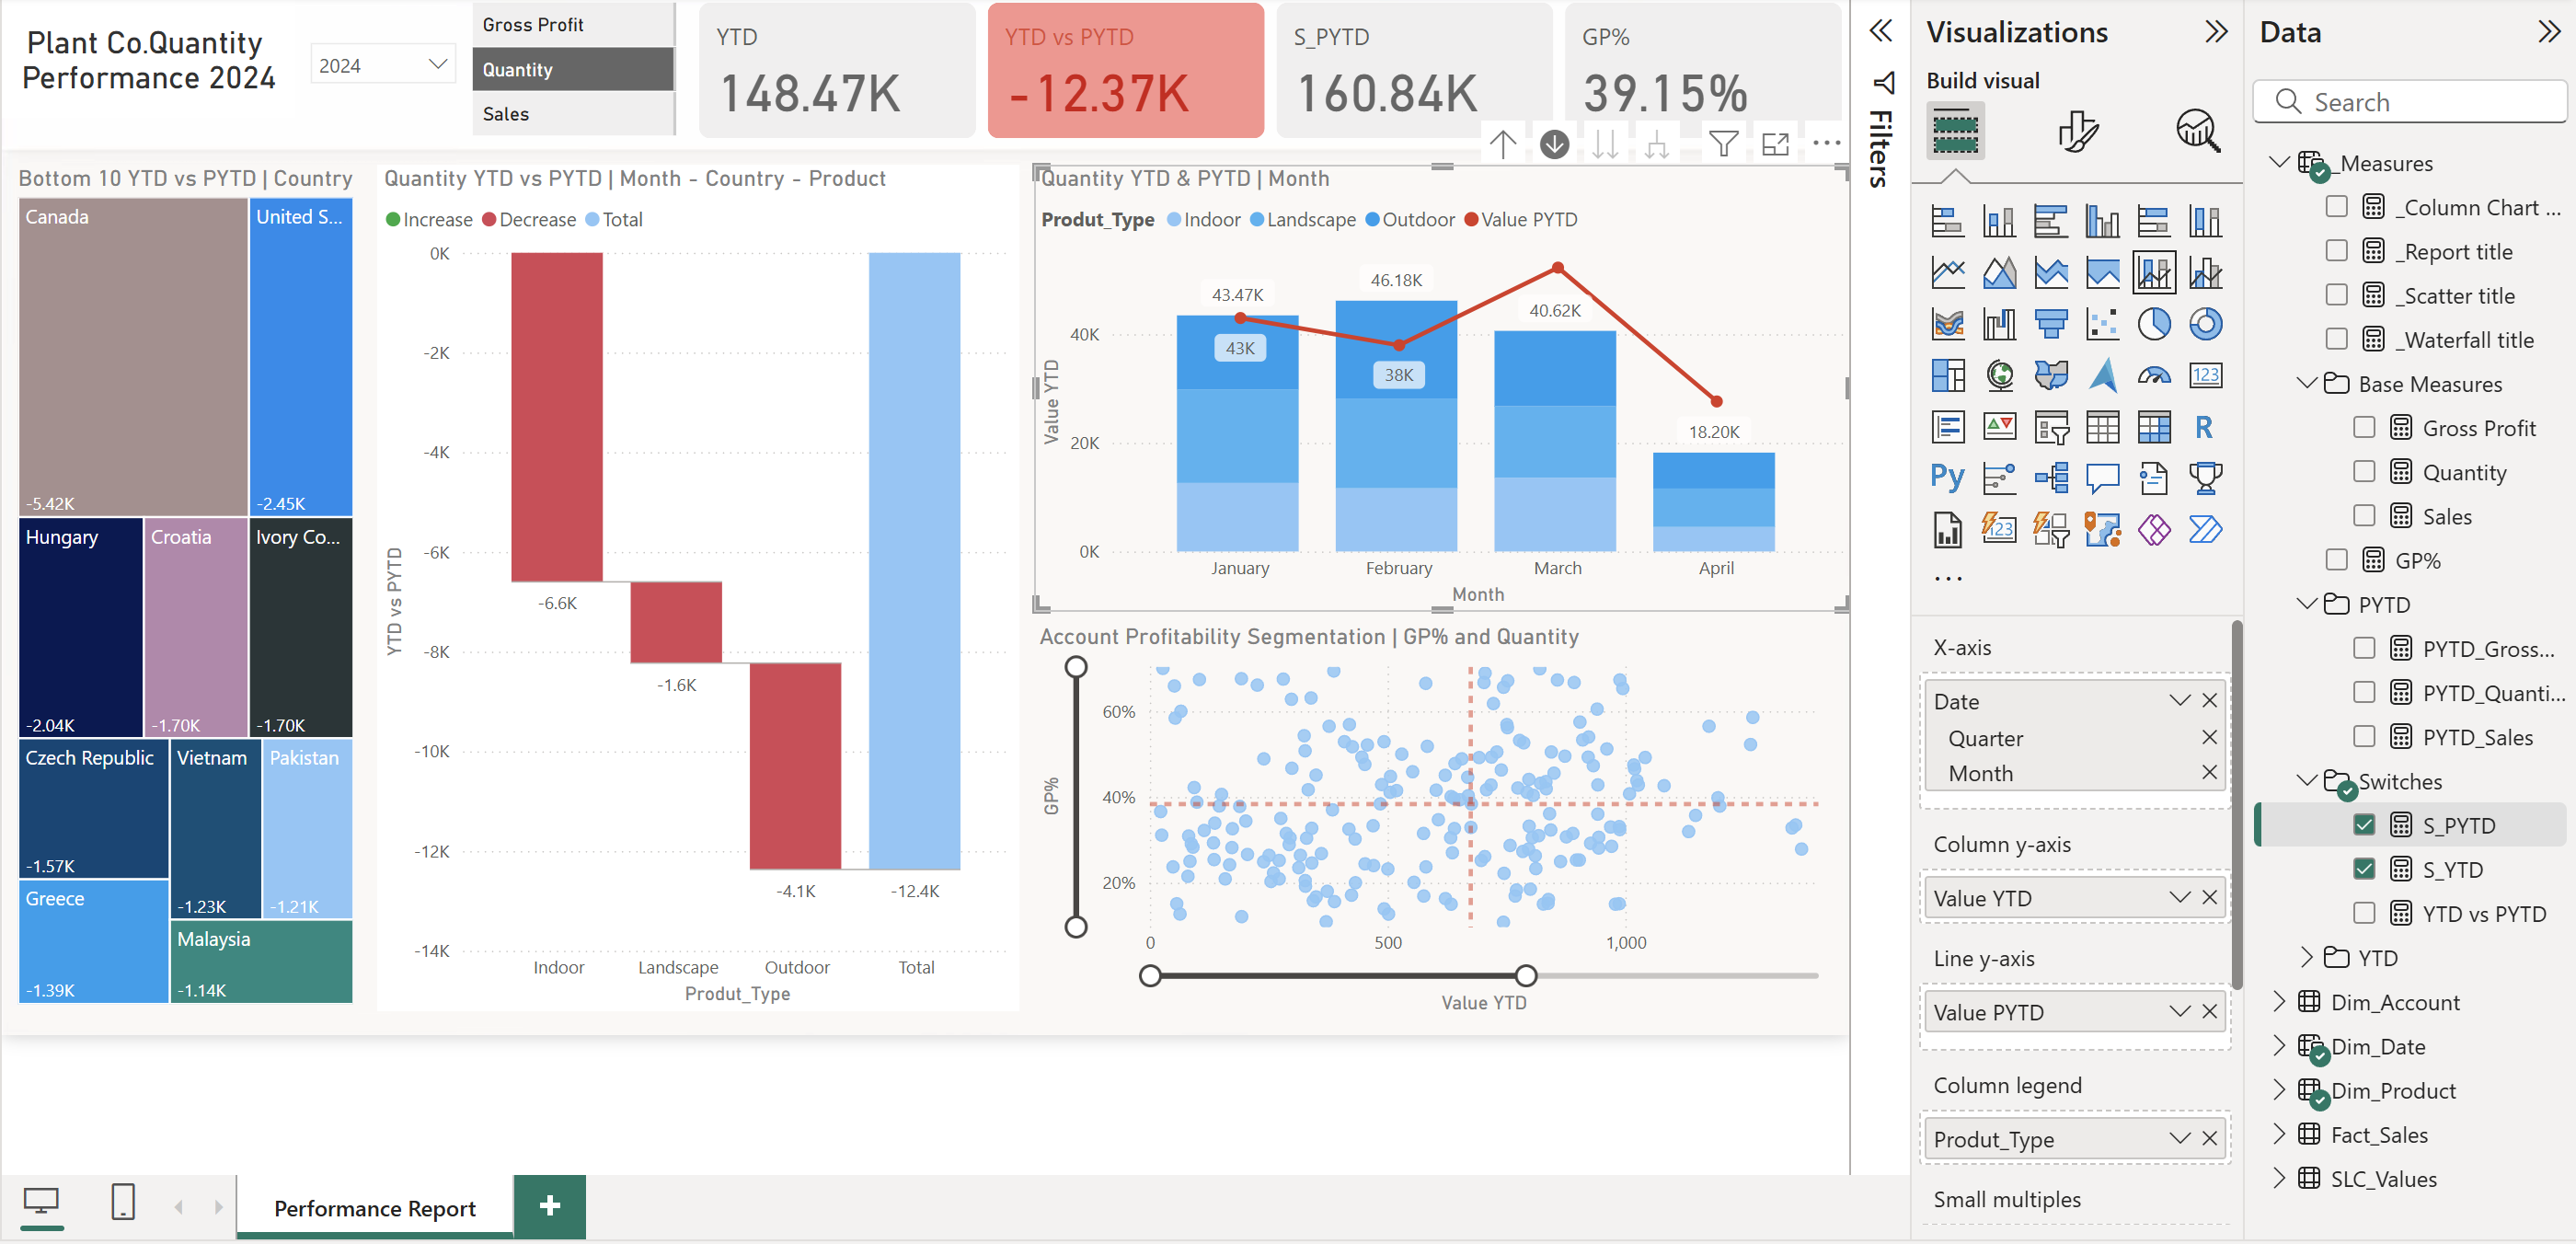 Plant Co.Quantity
Performance 2024
2024
Gross Profit
Quantity
Sales
YTD
148.47K
YTD vs PYTD
-12.37K
S_PYTD
160.84K
GP%
39.15%
Bottom 10 YTD vs PYTD | Country
Canada
-5.42K
United S...
-2.45K
Hungary
-2.04K
Croatia
-1.70K
Ivory Co...
-1.70K
Czech Republic
-1.57K
Vietnam
-1.23K
Pakistan
-1.21K
Greece
-1.39K
Malaysia
-1.14K
Quantity YTD vs PYTD | Month - Country - Product
Increase Decrease Total
YTD vs PYTD
0K
-2K
-4K
-6K
-8K
-10K
-12K
-14K
-6.6K
-1.6K
-4.1K
-12.4K
Indoor Landscape Outdoor Total
Produt_Type
Quantity YTD & PYTD | Month
Produt_Type Indoor Landscape Outdoor Value PYTD
Value YTD
40K
20K
0K
43.47K
46.18K
40.62K
18.20K
43K
38K
January February March April
Month
Account Profitability Segmentation | GP% and Quantity
GP%
60%
40%
20%
0 500 1,000
Value YTD
Performance Report
+
Filters
Visualizations
Build visual
123
R
Py
123
...
X-axis
Date
Quarter
Month
Column y-axis
Value YTD
Line y-axis
Value PYTD
Column legend
Produt_Type
Small multiples
Data
Search
_Measures
_Column Chart ...
_Report title
_Scatter title
_Waterfall title
Base Measures
Gross Profit
Quantity
Sales
GP%
PYTD
PYTD_Gross...
PYTD_Quanti...
PYTD_Sales
Switches
S_PYTD
S_YTD
YTD vs PYTD
YTD
Dim_Account
Dim_Date
Dim_Product
Fact_Sales
SLC_Values